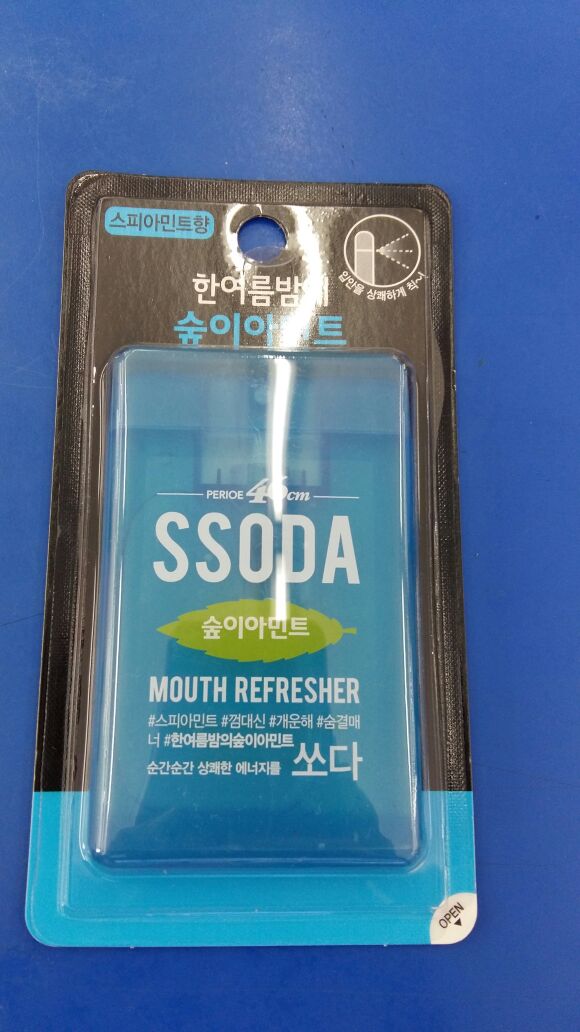 스피아민트향
입안을 상쾌하게 착~!
한여름밤의
숲이아민트
PERIOE 46cm
SSODA
숲이아민트
MOUTH REFRESHER
#스피아민트 #껌대신 #개운해 #숨결매
너 #한여름밤의숲이아민트
순간순간 상쾌한 에너지를 쏘다
OPEN